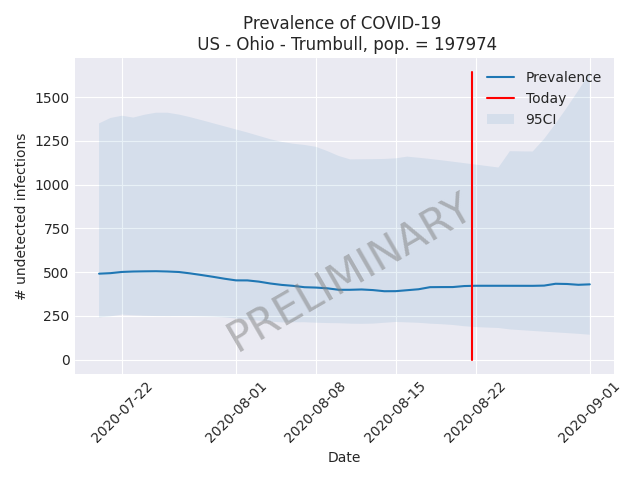 Prevalence of COVID-19
US - Ohio - Trumbull, pop. = 197974
Prevalence
Today
95CI
# undetected infections
1500
1250
1000
750
500
250
0
PRELIMINARY
2020-07-22
2020-08-01
2020-08-08
2020-08-15
2020-08-22
2020-09-01
Date